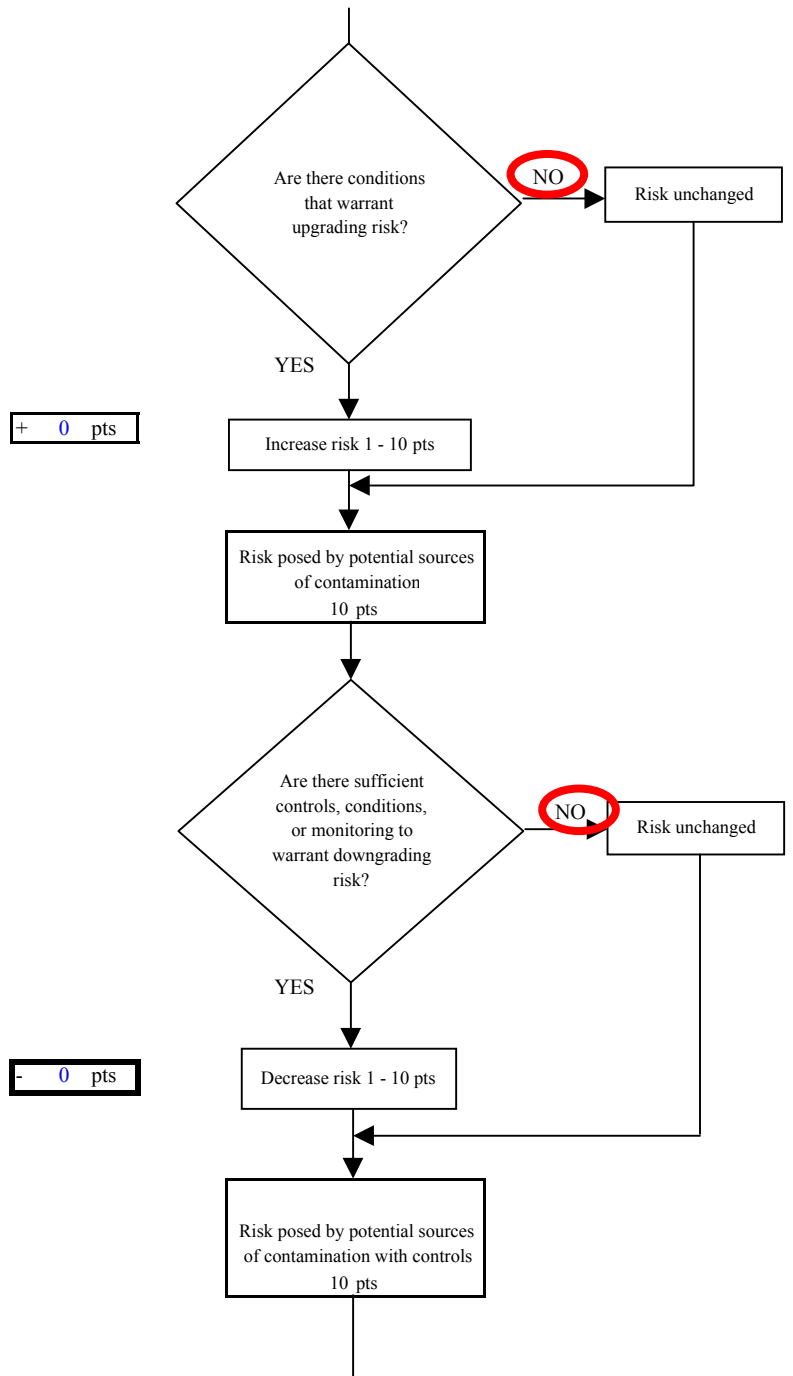 Are there conditions
that warrant
upgrading risk?
NO
Risk unchanged
YES
+ 0 pts
Increase risk 1 - 10 pts
Risk posed by potential sources
of contamination
10 pts
Are there sufficient
controls, conditions,
or monitoring to
warrant downgrading
risk?
NO
Risk unchanged
YES
- 0 pts
Decrease risk 1 - 10 pts
Risk posed by potential sources
of contamination with controls
10 pts